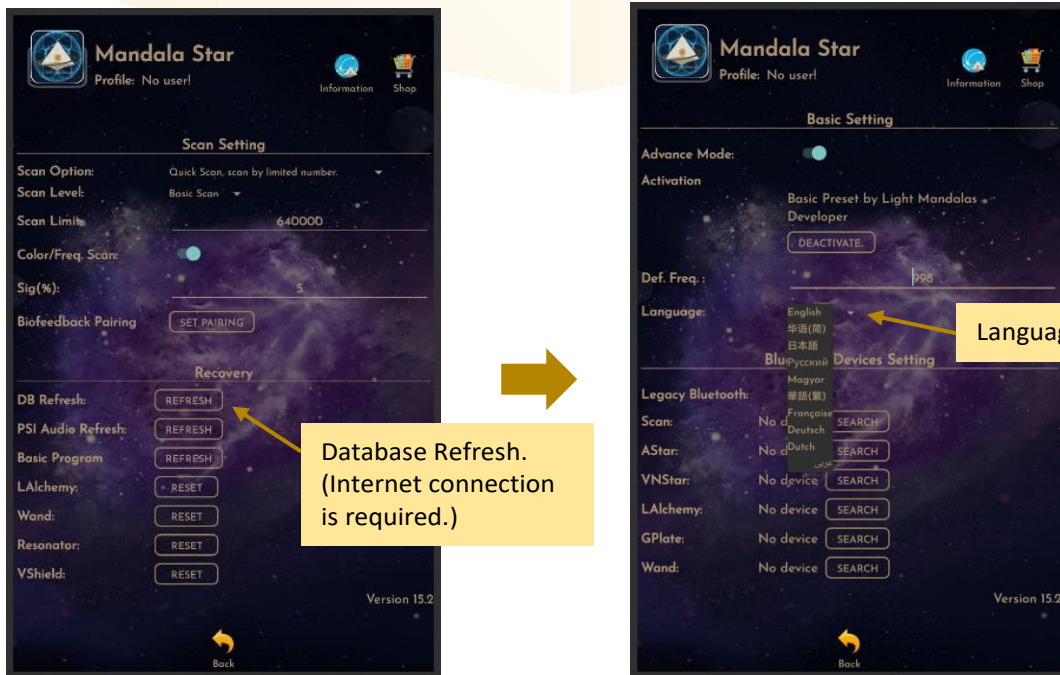 Mandala Star
Profile: No user!
Information
Shop
Scan Setting
Scan Option: Quick Scan, scan by limited number.
Scan Level: Basic Scan
Scan Limit: 640000
Color/Freq. Scan:
Sig(%): 5
Biofeedback Pairing SET PAIRING
Recovery
DB Refresh: REFRESH
PSI Audio Refresh: REFRESH
Basic Program REFRESH
LAlchemy: RESET
Wand: RESET
Resonator: RESET
VShield: RESET
Version 15.2
Back
Database Refresh.
(Internet connection
is required.)
Mandala Star
Profile: No user!
Information
Shop
Basic Setting
Advance Mode:
Activation
Basic Preset by Light Mandalas
Developer
DEACTIVATE.
Def. Freq. : 998
Language: English
华语(简)
日本語
Русский
Magyar
華語(繁)
Française
Deutsch
Dutch
عربى
Languag
Blu Devices Setting
Legacy Bluetooth:
Scan: No d SEARCH
AStar: No d SEARCH
VNStar: No device SEARCH
LAlchemy: No device SEARCH
GPlate: No device SEARCH
Wand: No device SEARCH
Version 15.2
Back